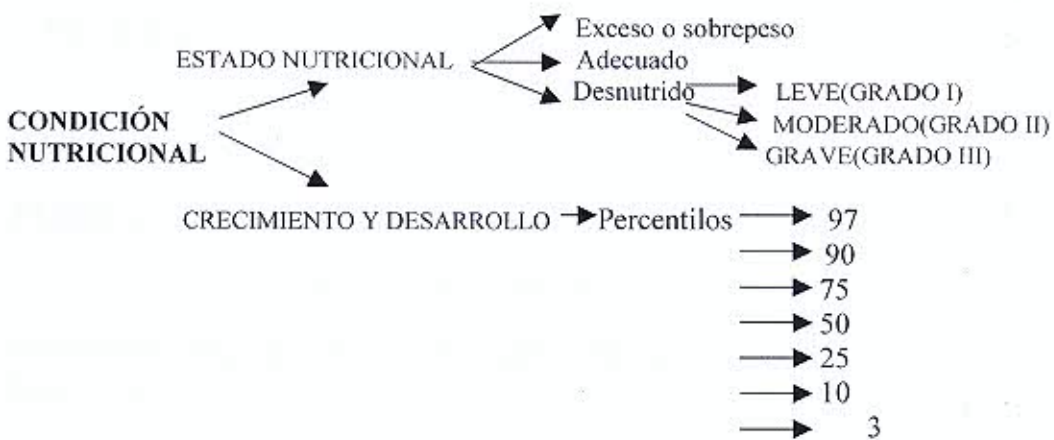 Exceso o sobrepeso
ESTADO NUTRICIONAL
Adecuado
Desnutrido
LEVE(GRADO I)
CONDICIÓN
NUTRICIONAL
MODERADO(GRADO II)
GRAVE(GRADO III)
CRECIMIENTO Y DESARROLLO
Percentilos
97
90
75
50
25
10
3